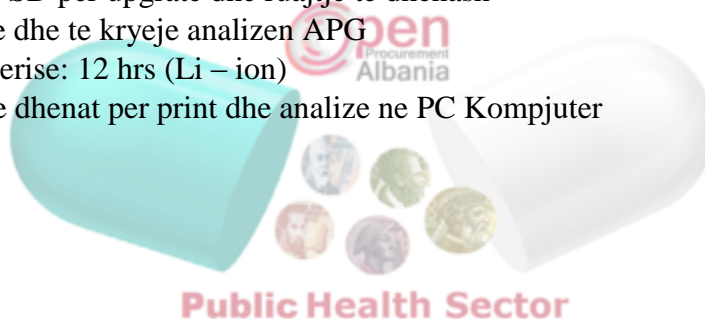 SD per upgrate dhe ruajtje te dhenash
e dhe te kryeje analizen APG
erise: 12 hrs (Li – ion)
e dhenat per print dhe analize ne PC Kompjuter
Open
Procurement
Albania
Public Health Sector